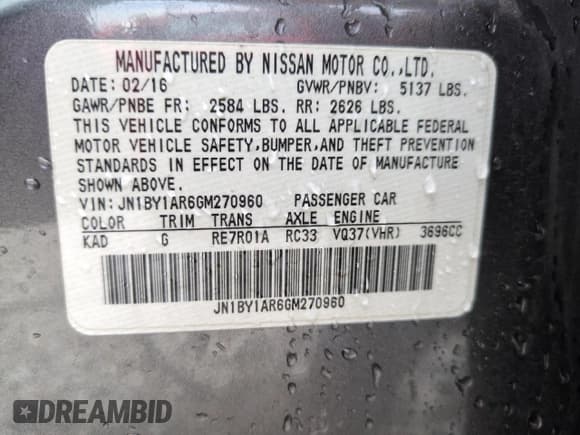 MANUFACTURED BY NISSAN MOTOR CO.,LTD.
DATE: 02/16 GVWR/PNBV: 5137 LBS.
GAWR/PNBE FR: 2584 LBS. RR: 2626 LBS.
THIS VEHICLE CONFORMS TO ALL APPLICABLE FEDERAL
MOTOR VEHICLE SAFETY,BUMPER,AND THEFT PREVENTION
STANDARDS IN EFFECT ON THE DATE OF MANUFACTURE
SHOWN ABOVE.
VIN: JN1BY1AR6GM270960 PASSENGER CAR
COLOR TRIM TRANS AXLE ENGINE
KAD G RE7R01A RC33 VQ37(VHR) 3696CC
JN1BY1AR6GM270960
DREAMBID